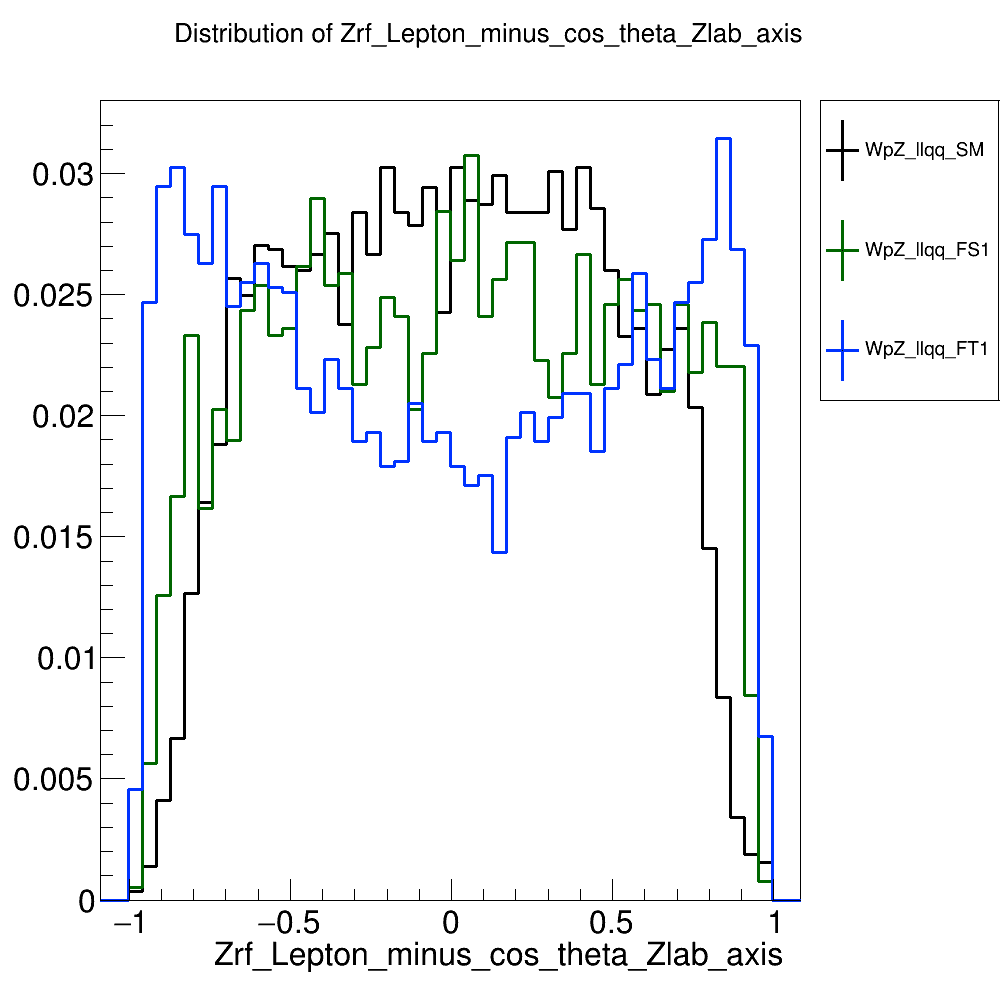 Distribution of Zrf_Lepton_minus_cos_theta_Zlab_axis
WpZ_llqq_SM
WpZ_llqq_FS1
WpZ_llqq_FT1
0.03
0.025
0.02
0.015
0.01
0.005
0
−1 −0.5 0 0.5 1
Zrf_Lepton_minus_cos_theta_Zlab_axis